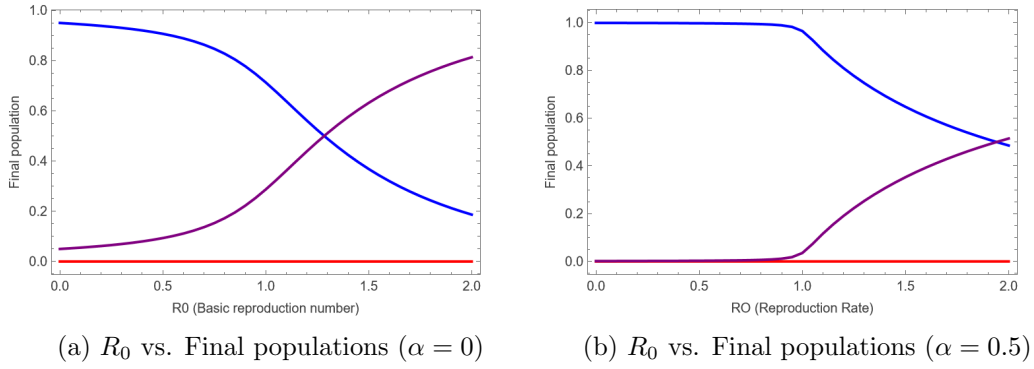 1.0
0.8
0.6
0.4
0.2
0.0
Final population
0.0 0.5 1.0 1.5 2.0
R0 (Basic reproduction number)
(a) R0 vs. Final populations (α = 0)
1.0
0.8
0.6
0.4
0.2
0.0
Final population
0.0 0.5 1.0 1.5 2.0
RO (Reproduction Rate)
(b) R0 vs. Final populations (α = 0.5)